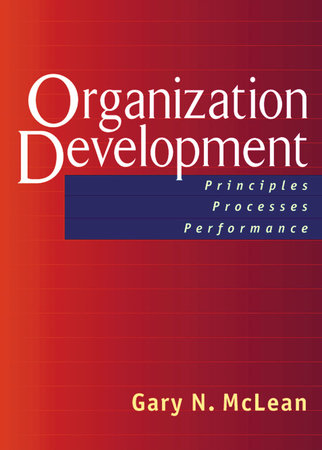 Organization
Development
Principles
Processes
Performance
Gary N. McLean